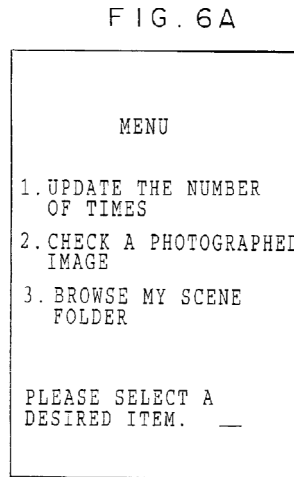 FIG. 6A
MENU
1. UPDATE THE NUMBER
OF TIMES
2. CHECK A PHOTOGRAPHED
IMAGE
3. BROWSE MY SCENE
FOLDER
PLEASE SELECT A
DESIRED ITEM. __